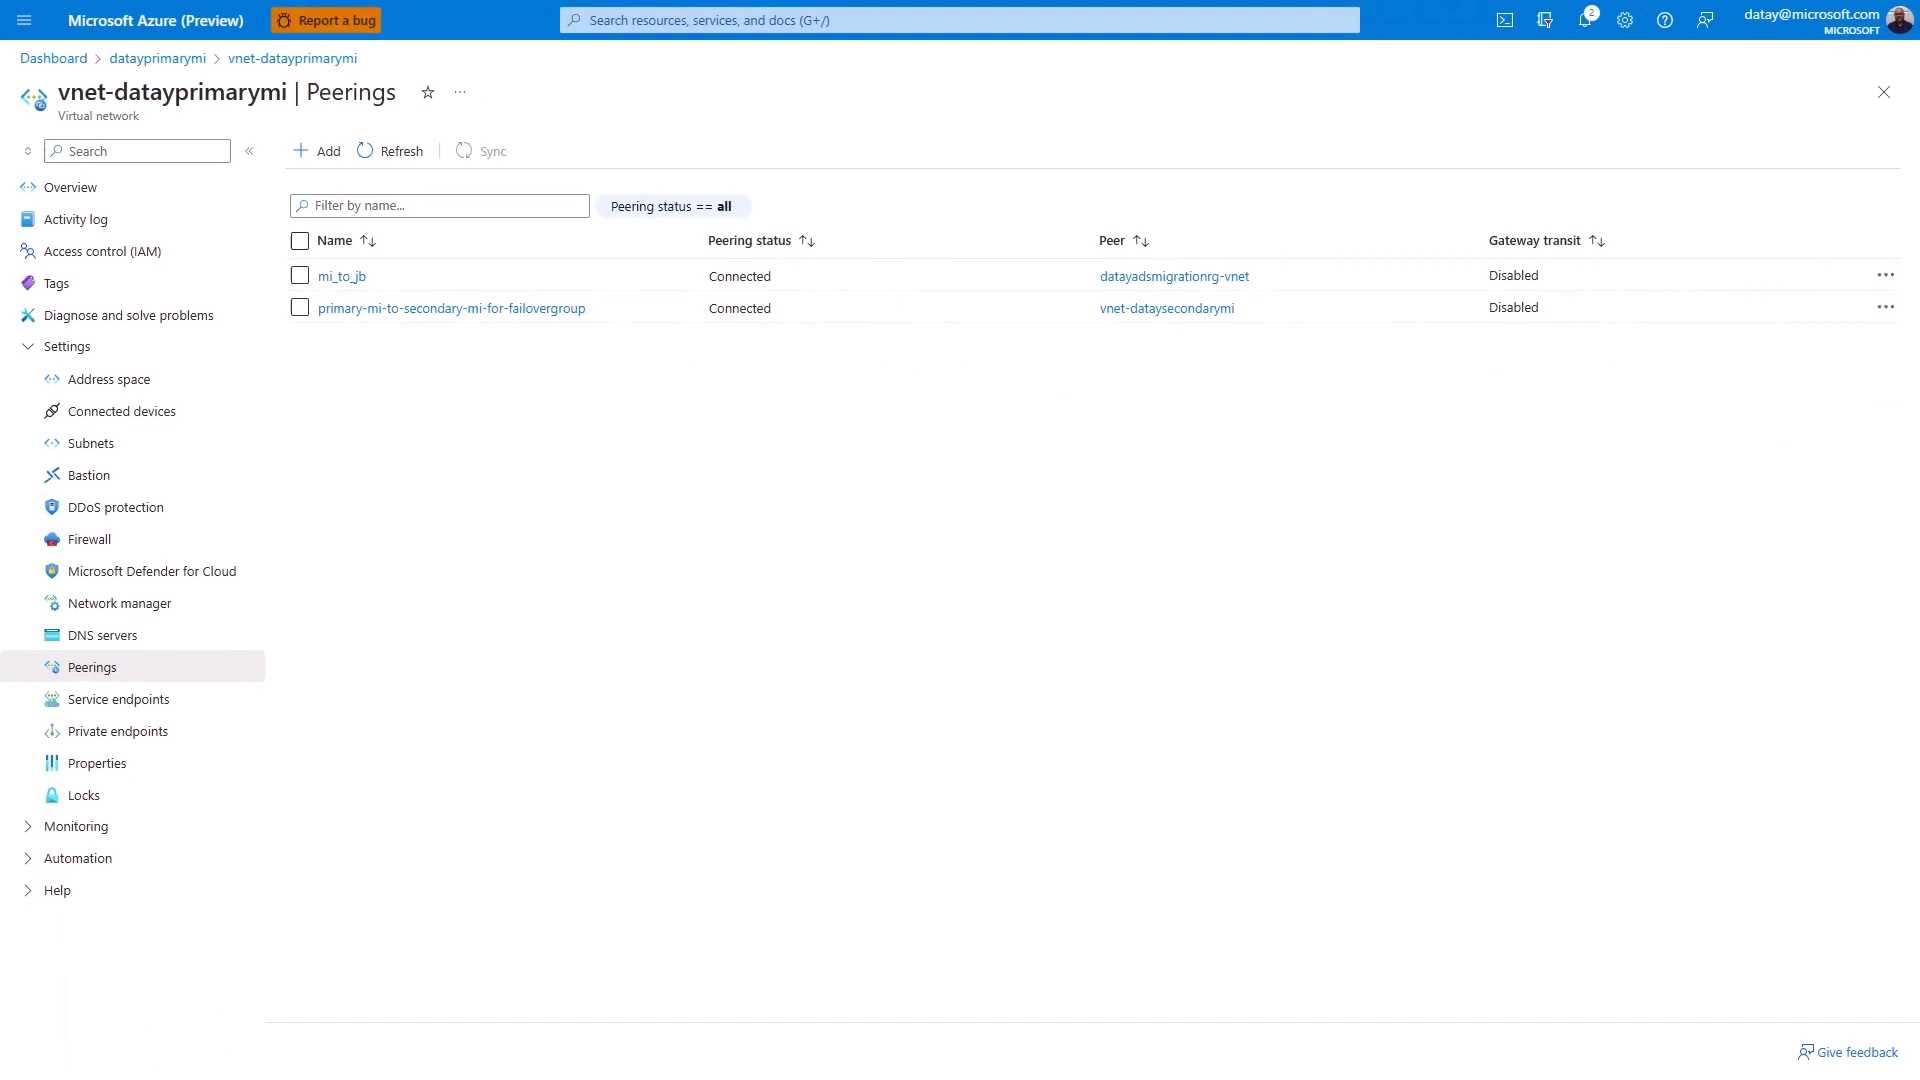 Microsoft Azure (Preview)
Report a bug
Search resources, services, and docs (G+/)
2
datay@microsoft.com
MICROSOFT
Dashboard > datayprimarymi > vnet-datayprimarymi
vnet-datayprimarymi | Peerings
Virtual network
Search
Add
Refresh
Sync
Overview
Activity log
Access control (IAM)
Tags
Diagnose and solve problems
Settings
Address space
Connected devices
Subnets
Bastion
DDoS protection
Firewall
Microsoft Defender for Cloud
Network manager
DNS servers
Peerings
Service endpoints
Private endpoints
Properties
Locks
Monitoring
Automation
Help
Filter by name...
Peering status == all
Name Peering status Peer Gateway transit
mi_to_jb Connected datayadsmigrationrg-vnet Disabled
primary-mi-to-secondary-mi-for-failovergroup Connected vnet-dataysecondarymi Disabled
Give feedback